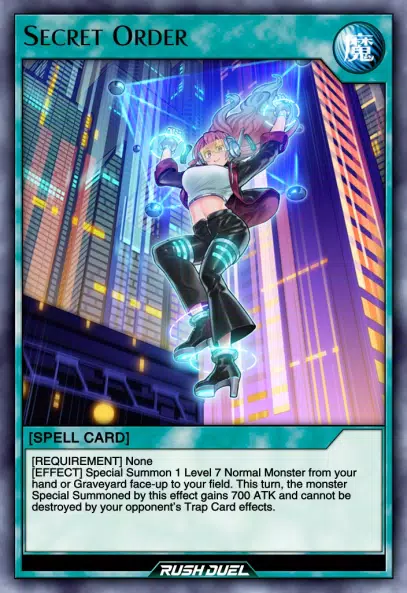 Secret Order
魔
[SPELL CARD]
[REQUIREMENT] None
[EFFECT] Special Summon 1 Level 7 Normal Monster from your
hand or Graveyard face-up to your field. This turn, the monster
Special Summoned by this effect gains 700 ATK and cannot be
destroyed by your opponent's Trap Card effects.
RUSH DUEL